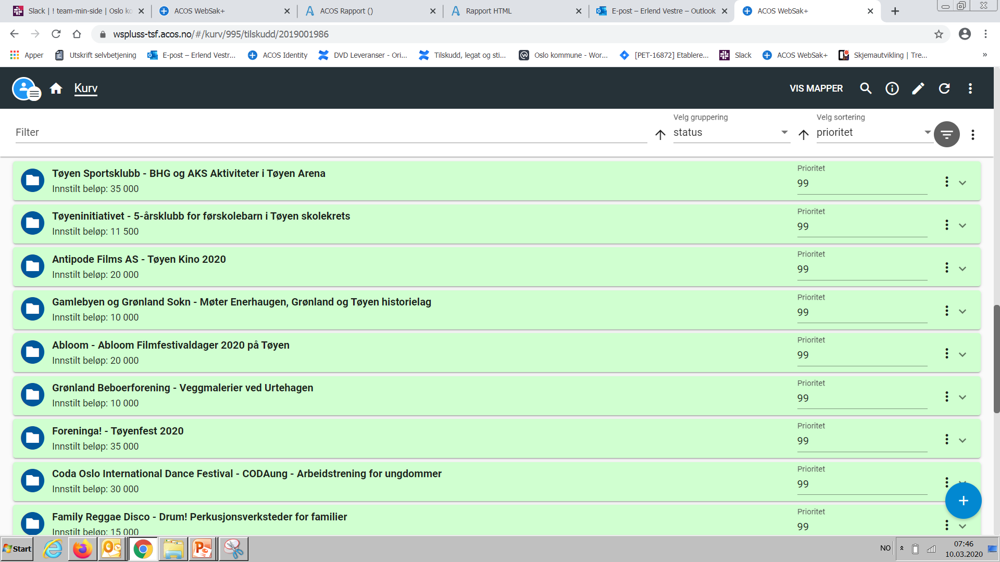 Slack | ! team-min-side | Oslo ko
ACOS WebSak+
ACOS Rapport ()
Rapport HTML
E-post – Erlend Vestre – Outlook
ACOS WebSak+
wspluss-tsf.acos.no/#/kurv/995/tilskudd/2019001986
Apper
Utskrift selvbetjening
E-post – Erlend Vestr...
ACOS Identity
DVD Leveranser - Ori...
Tilskudd, legat og sti...
Oslo kommune - Wor...
[PET-16872] Etablere...
Slack
ACOS WebSak+
Skjemautvikling | Tre...
»
Kurv
VIS MAPPER
Filter
Velg gruppering
status
Velg sortering
prioritet
Tøyen Sportsklubb - BHG og AKS Aktiviteter i Tøyen Arena
Innstilt beløp: 35 000
Prioritet
99
Tøyeninitiativet - 5-årsklubb for førskolebarn i Tøyen skolekrets
Innstilt beløp: 11 500
Prioritet
99
Antipode Films AS - Tøyen Kino 2020
Innstilt beløp: 20 000
Prioritet
99
Gamlebyen og Grønland Sokn - Møter Enerhaugen, Grønland og Tøyen historielag
Innstilt beløp: 10 000
Prioritet
99
Abloom - Abloom Filmfestivaldager 2020 på Tøyen
Innstilt beløp: 20 000
Prioritet
99
Grønland Beboerforening - Veggmalerier ved Urtehagen
Innstilt beløp: 10 000
Prioritet
99
Foreninga! - Tøyenfest 2020
Innstilt beløp: 35 000
Prioritet
99
Coda Oslo International Dance Festival - CODAung - Arbeidstrening for ungdommer
Innstilt beløp: 30 000
Prioritet
99
Family Reggae Disco - Drum! Perkusjonsverksteder for familier
Innstilt beløp: 15 000
Prioritet
99
Start
NO
07:46
10.03.2020